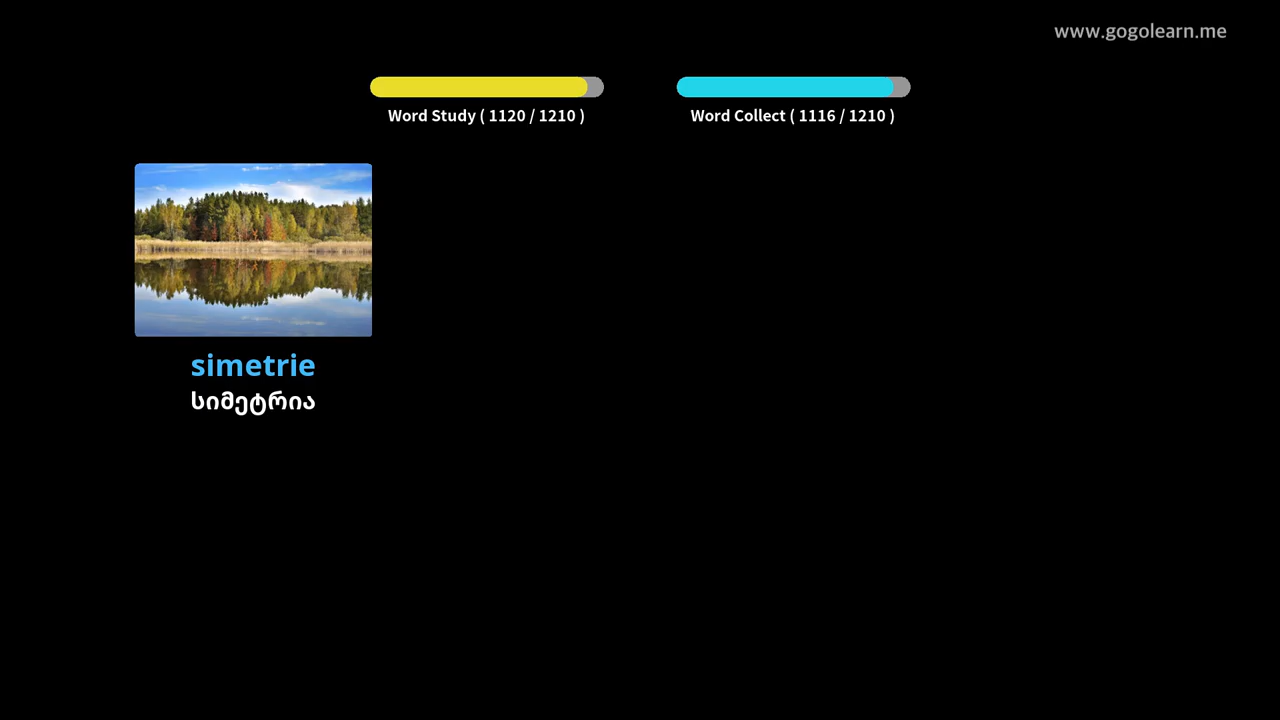 www.gogolearn.me
Word Study ( 1120 / 1210 )
Word Collect ( 1116 / 1210 )
simetrie
სიმეტრია